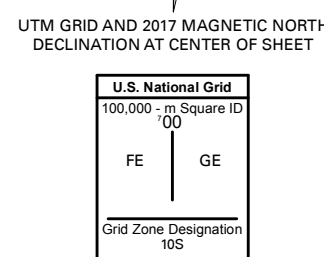 UTM GRID AND 2017 MAGNETIC NORTH
DECLINATION AT CENTER OF SHEET
U.S. National Grid
100,000 - m Square ID
⁷00
FE GE
Grid Zone Designation
10S